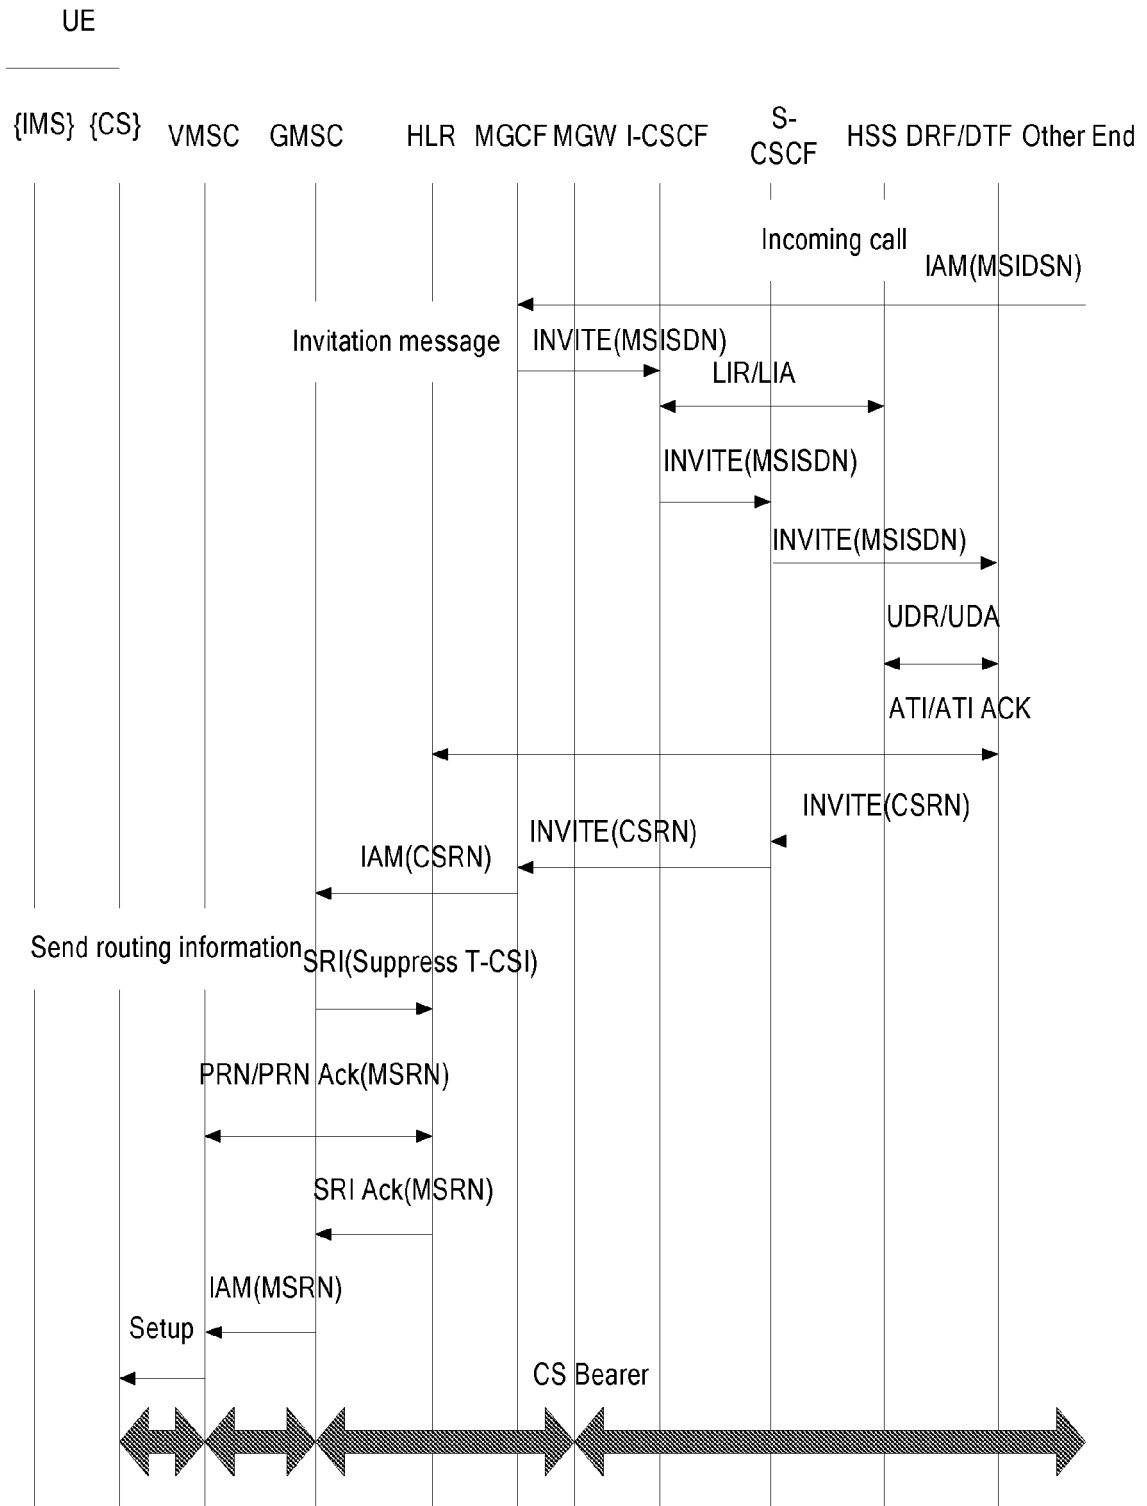 UE
{IMS} {CS} VMSC GMSC HLR MGCF MGW I-CSCF S-CSCF HSS DRF/DTF Other End
Incoming call
IAM(MSIDSN)
Invitation message INVITE(MSISDN)
LIR/LIA
INVITE(MSISDN)
INVITE(MSISDN)
UDR/UDA
ATI/ATI ACK
INVITE(CSRN)
INVITE(CSRN)
IAM(CSRN)
Send routing information
SRI(Suppress T-CSI)
PRN/PRN Ack(MSRN)
SRI Ack(MSRN)
IAM(MSRN)
Setup
CS Bearer